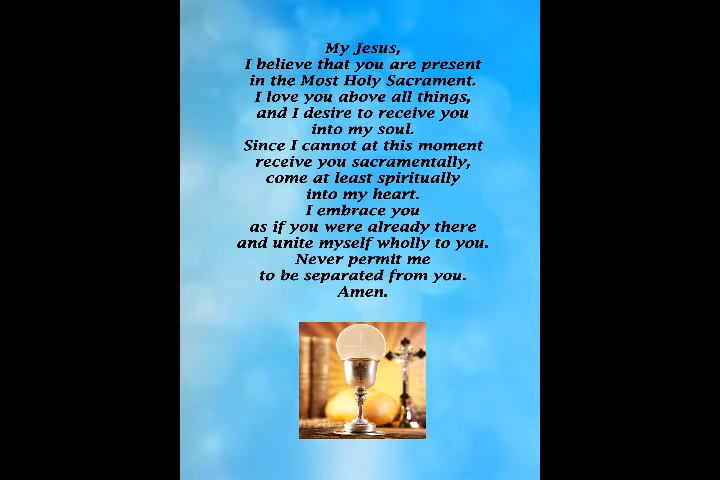 My Jesus,
I believe that you are present
in the Most Holy Sacrament.
I love you above all things,
and I desire to receive you
into my soul.
Since I cannot at this moment
receive you sacramentally,
come at least spiritually
into my heart.
I embrace you
as if you were already there
and unite myself wholly to you.
Never permit me
to be separated from you.
Amen.